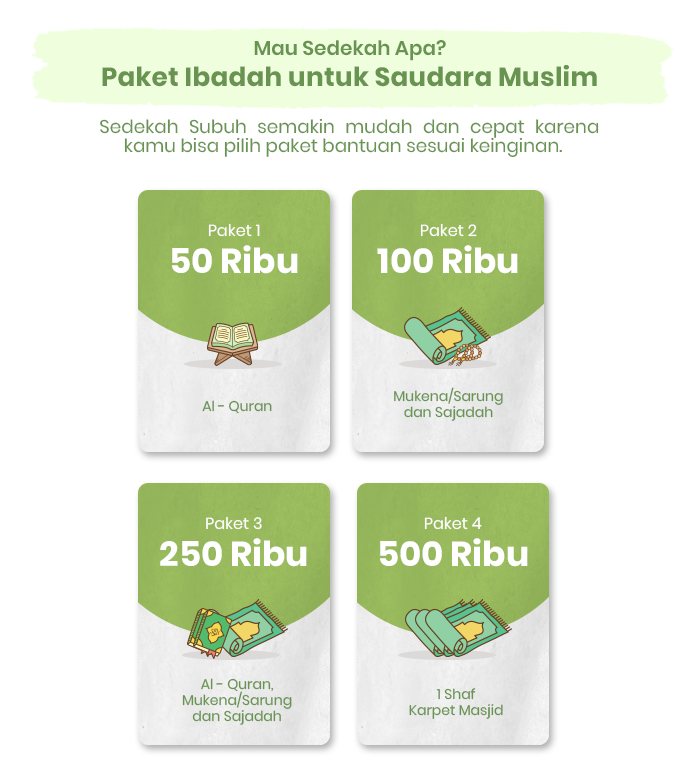 Mau Sedekah Apa?
Paket Ibadah untuk Saudara Muslim
Sedekah Subuh semakin mudah dan cepat karena
kamu bisa pilih paket bantuan sesuai keinginan.
Paket 1
50 Ribu
Al - Quran
Paket 2
100 Ribu
Mukena/Sarung
dan Sajadah
Paket 3
250 Ribu
Al - Quran,
Mukena/Sarung
dan Sajadah
Paket 4
500 Ribu
1 Shaf
Karpet Masjid